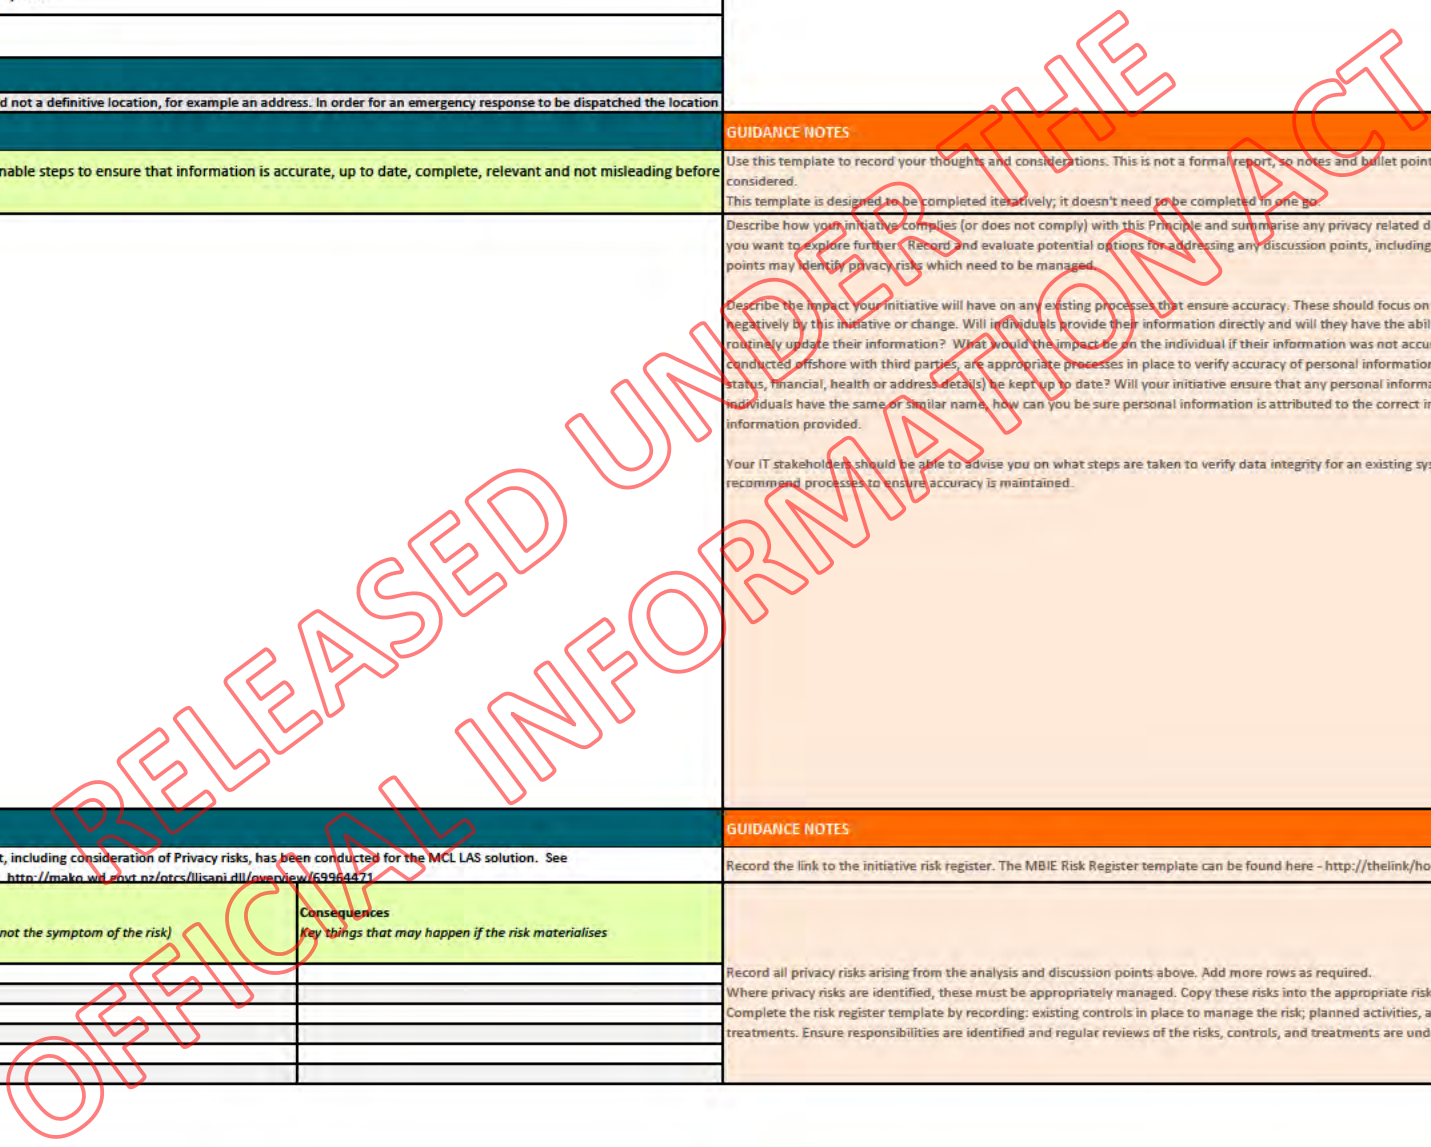 d not a definitive location, for example an address. In order for an emergency response to be dispatched the location
GUIDANCE NOTES
nable steps to ensure that information is accurate, up to date, complete, relevant and not misleading before
Use this template to record your thoughts and considerations. This is not a formal report, so notes and bullet point
considered.
This template is designed to be completed iteratively; it doesn't need to be completed in one go.
Describe how your initiative complies (or does not comply) with this Principle and summarise any privacy related d
you want to explore further. Record and evaluate potential options for addressing any discussion points, including
points may identify privacy risks which need to be managed.
Describe the impact your initiative will have on any existing processes that ensure accuracy. These should focus on
negatively by this initiative or change. Will individuals provide their information directly and will they have the abil
routinely update their information? What would the impact be on the individual if their information was not accu
conducted offshore with third parties, are appropriate processes in place to verify accuracy of personal information
status, financial, health or address details) be kept up to date? Will your initiative ensure that any personal informa
individuals have the same or similar name, how can you be sure personal information is attributed to the correct in
information provided.
Your IT stakeholders should be able to advise you on what steps are taken to verify data integrity for an existing sys
recommend processes to ensure accuracy is maintained.
GUIDANCE NOTES
t, including consideration of Privacy risks, has been conducted for the MCL LAS solution. See
http://mako.wd.govt.nz/otcs/llisapi.dll/overview/69964471
Record the link to the initiative risk register. The MBIE Risk Register template can be found here - http://thelink/ho
Consequences
not the symptom of the risk)
Key things that may happen if the risk materialises
Record all privacy risks arising from the analysis and discussion points above. Add more rows as required.
Where privacy risks are identified, these must be appropriately managed. Copy these risks into the appropriate risk
Complete the risk register template by recording: existing controls in place to manage the risk; planned activities, a
treatments. Ensure responsibilities are identified and regular reviews of the risks, controls, and treatments are und
RELEASED UNDER THE
OFFICIAL INFORMATION ACT